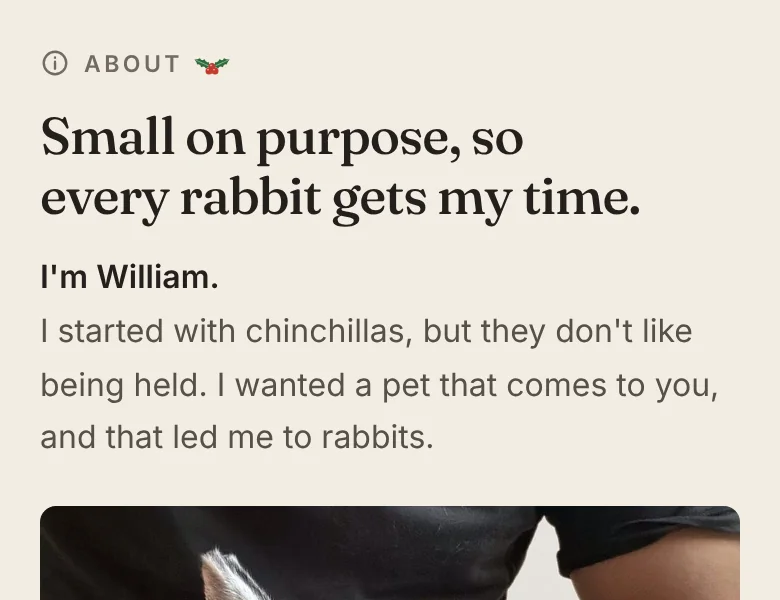 ABOUT
Small on purpose, so
every rabbit gets my time.
I'm William.
I started with chinchillas, but they don't like
being held. I wanted a pet that comes to you,
and that led me to rabbits.